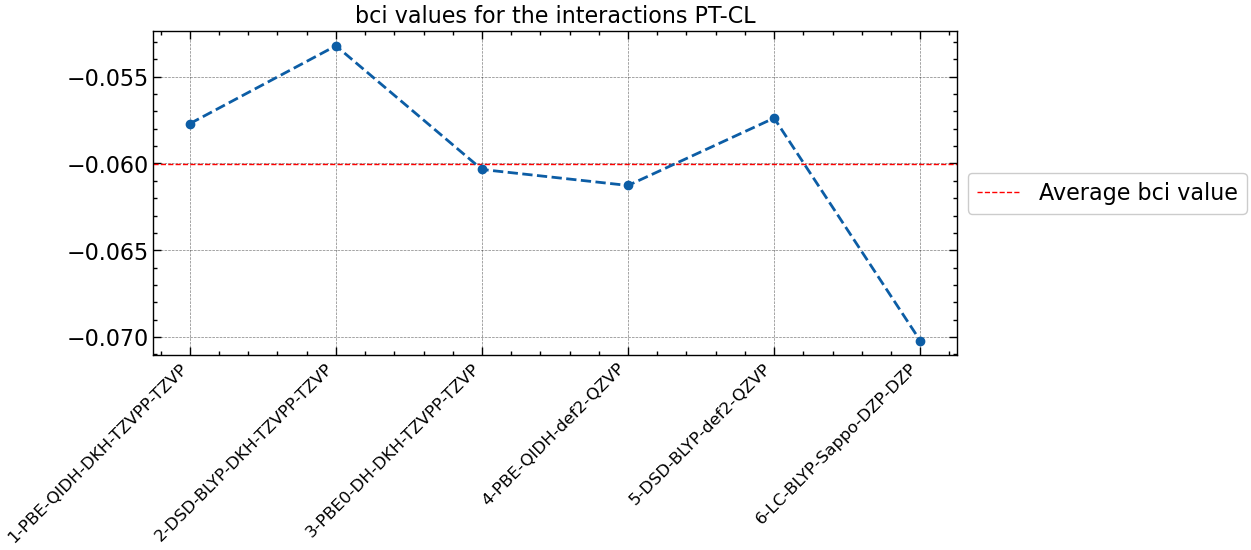 bci values for the interactions PT-CL
−0.055
−0.060
−0.065
−0.070
Average bci value
1-PBE-QIDH-DKH-TZVPP-TZVP
2-DSD-BLYP-DKH-TZVPP-TZVP
3-PBE0-DH-DKH-TZVPP-TZVP
4-PBE-QIDH-def2-QZVP
5-DSD-BLYP-def2-QZVP
6-LC-BLYP-Sappo-DZP-DZP